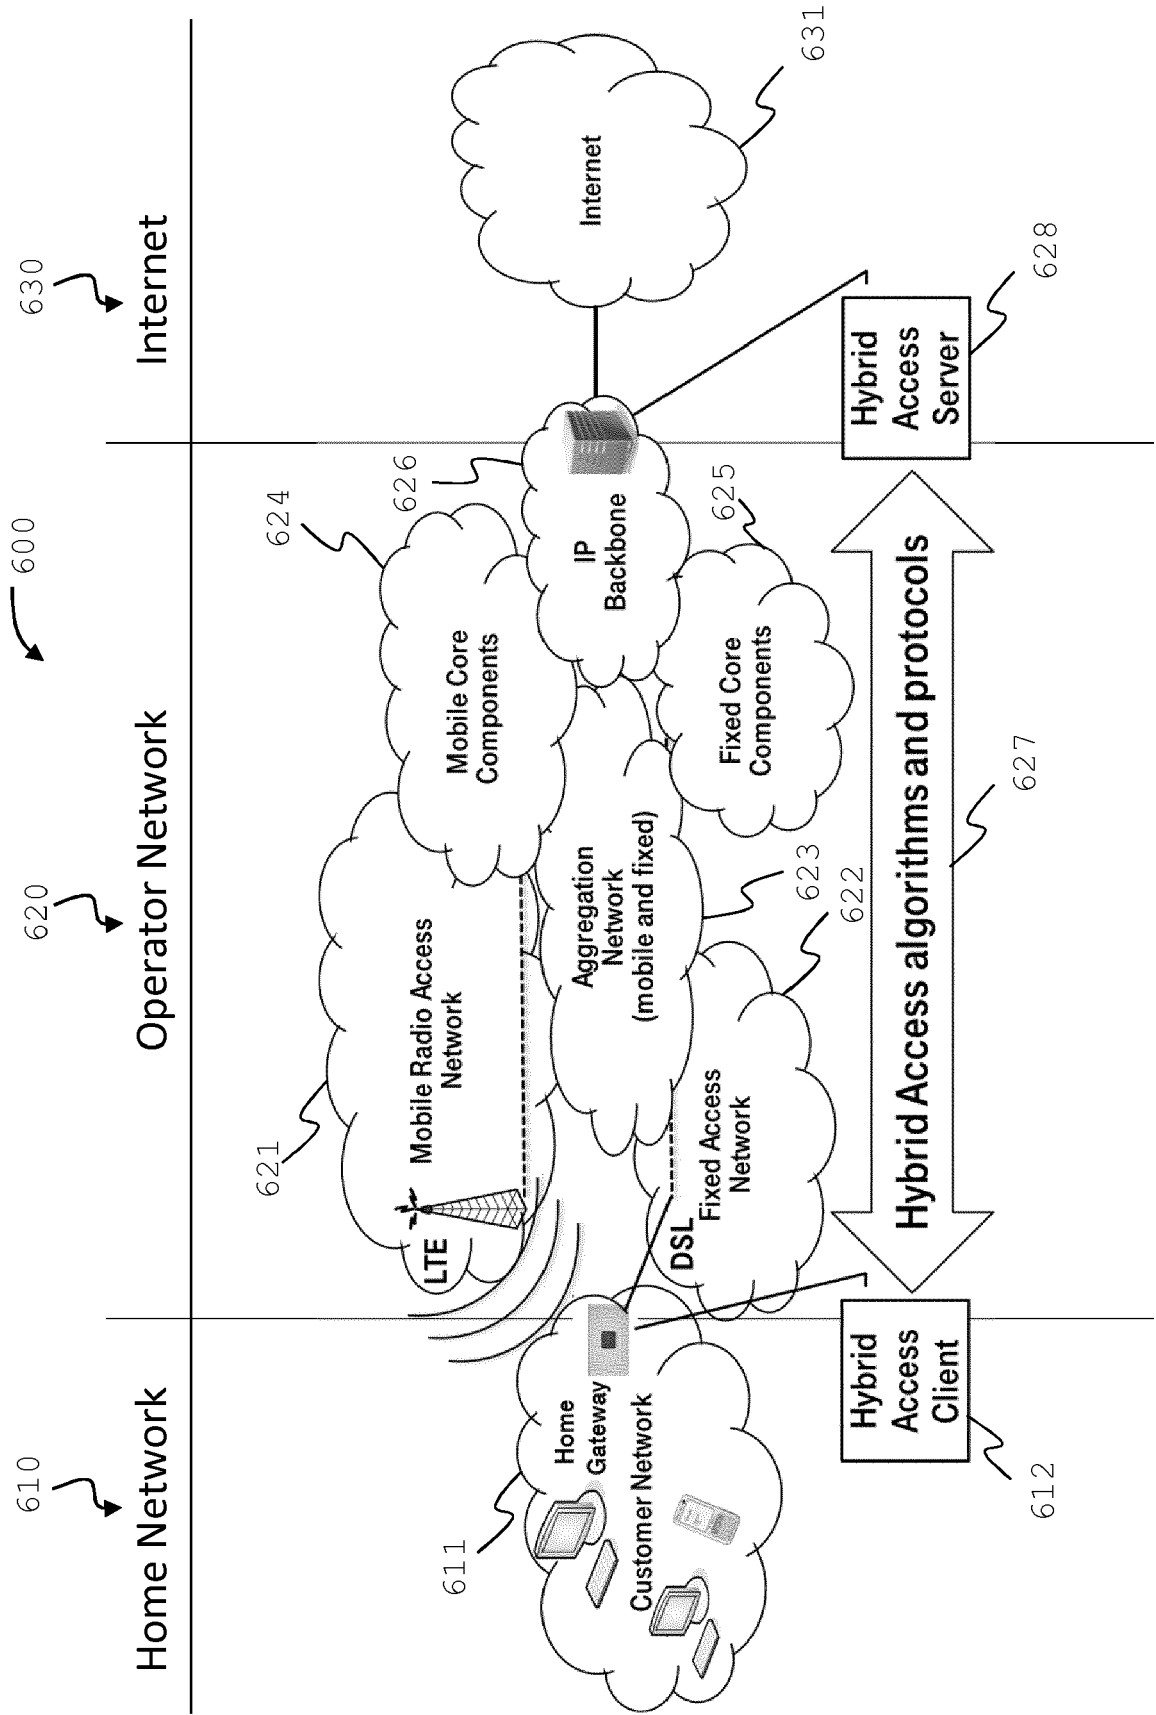 600
610
Home Network
620
Operator Network
630
Internet
611
Home
Gateway
Customer Network
LTE
621
Mobile Radio Access
Network
624
Mobile Core
Components
626
IP
Backbone
Internet
631
Aggregation
Network
(mobile and fixed)
623
DSL
Fixed Access
Network
622
Fixed Core
Components
625
Hybrid
Access
Client
612
Hybrid Access algorithms and protocols
627
Hybrid
Access
Server
628